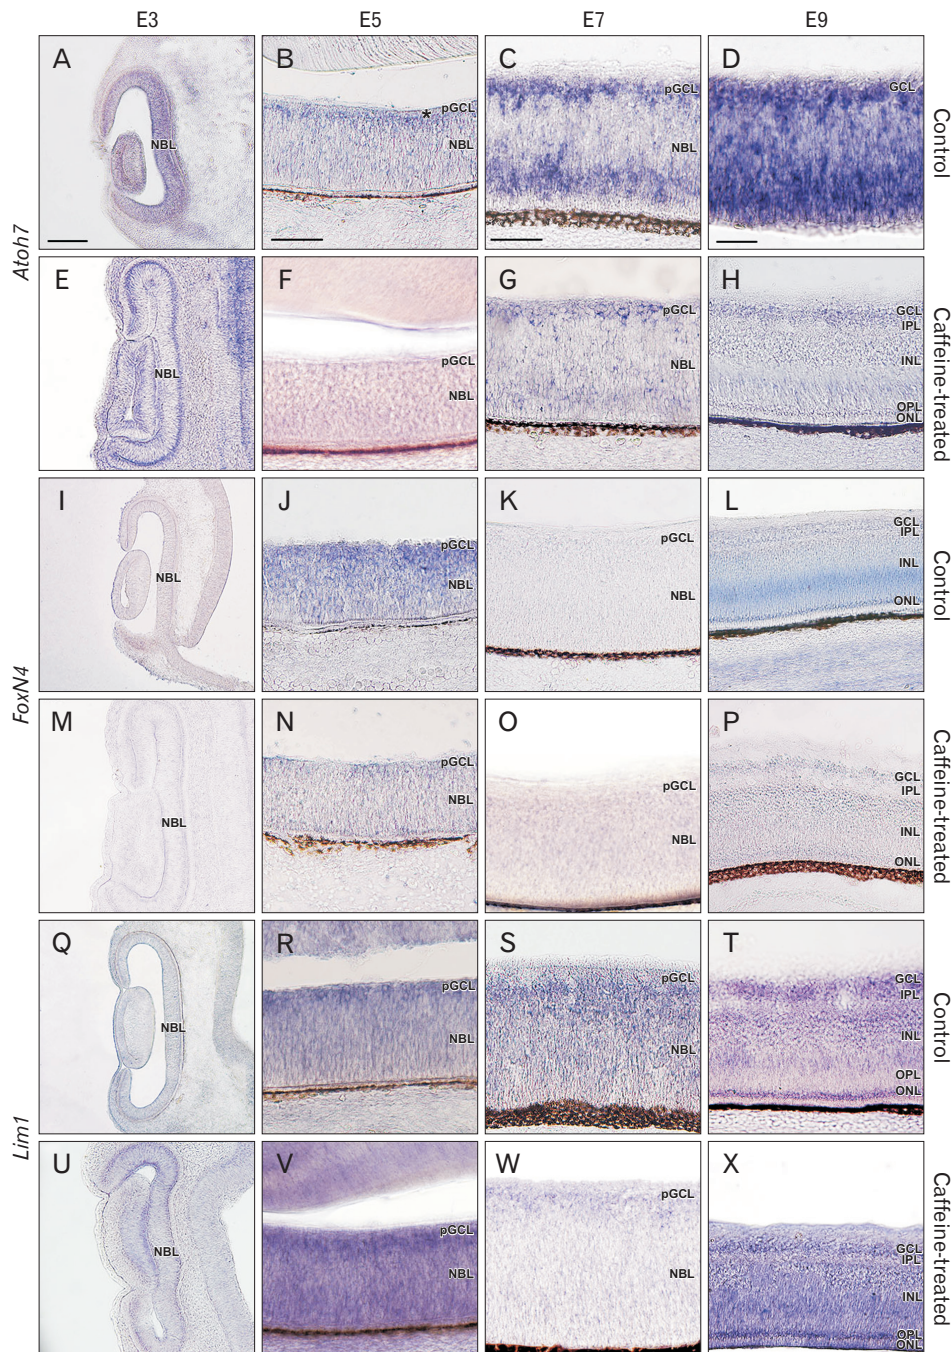 E3 E5 E7 E9
A B C D
NBL
pGCL
*
NBL
pGCL
NBL
GCL
Control
Atoh7
E F G H
NBL
pGCL
NBL
pGCL
NBL
GCL
IPL
INL
OPL
ONL
Caffeine-treated
I J K L
NBL
pGCL
NBL
pGCL
NBL
GCL
IPL
INL
ONL
Control
FoxN4
M N O P
NBL
pGCL
NBL
pGCL
NBL
GCL
IPL
INL
ONL
Caffeine-treated
Q R S T
NBL
pGCL
NBL
pGCL
NBL
GCL
IPL
INL
OPL
ONL
Control
Lim1
U V W X
NBL
pGCL
NBL
pGCL
NBL
GCL
IPL
INL
OPL
ONL
Caffeine-treated